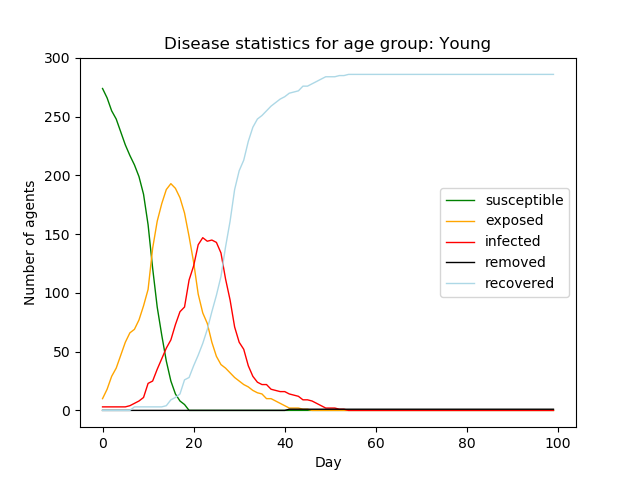 Disease statistics for age group: Young
Number of agents
300
250
200
150
100
50
0
susceptible
exposed
infected
removed
recovered
0 20 40 60 80 100
Day